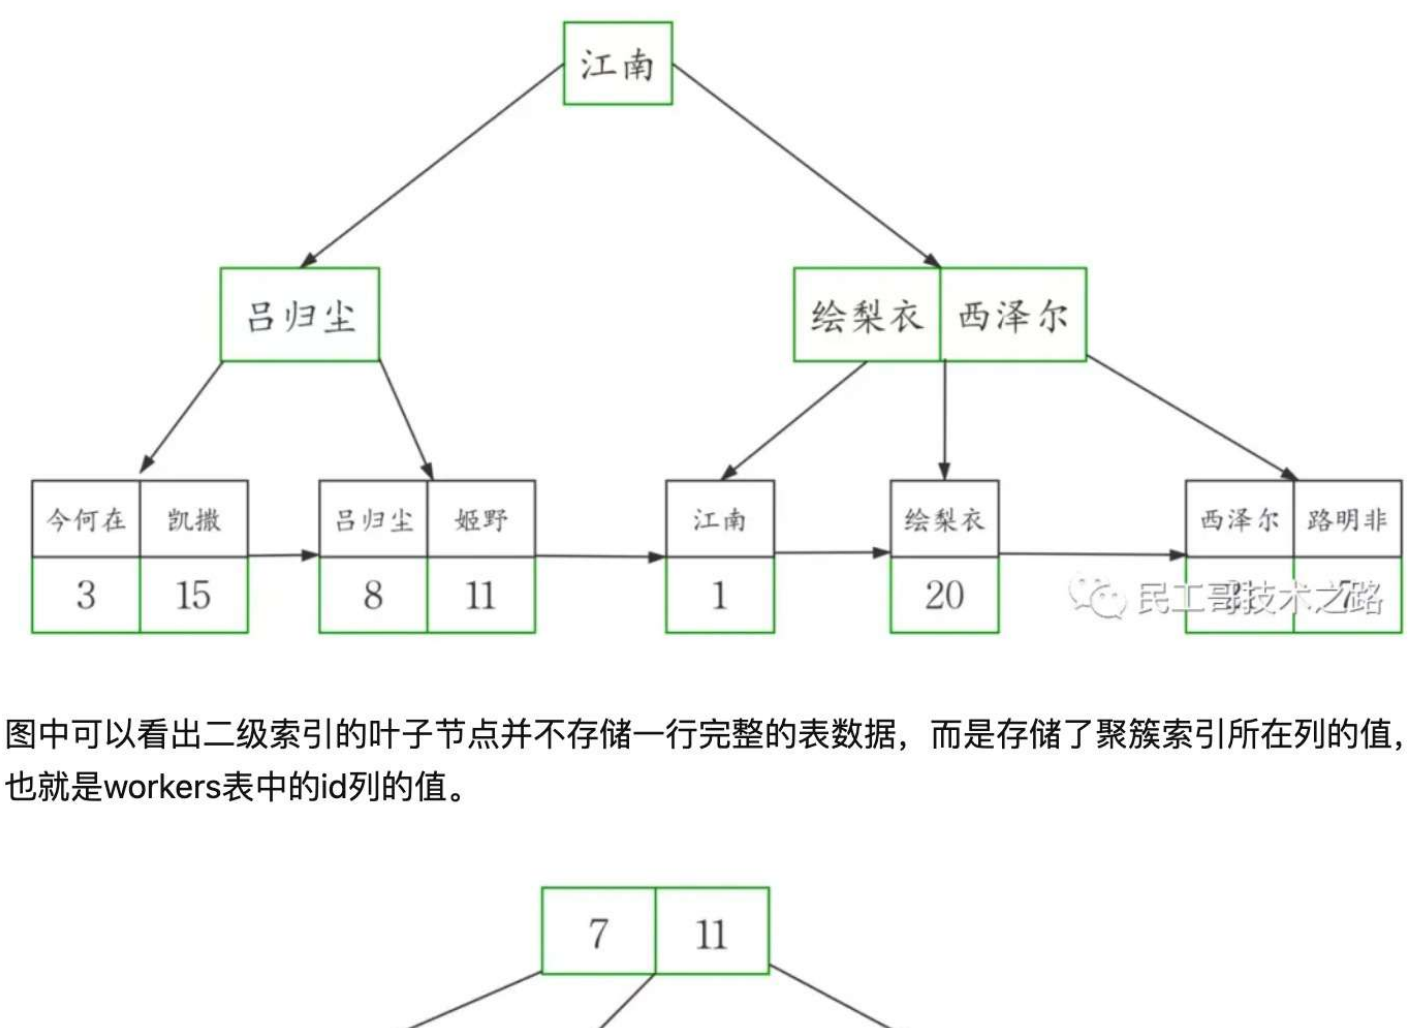 江南
吕归尘
绘梨衣 西泽尔
今何在 凯撒 吕归尘 姬野 江南 绘梨衣 西泽尔 路明非
3 15 8 11 1 20 7
民工哥技术之路
图中可以看出二级索引的叶子节点并不存储一行完整的表数据，而是存储了聚簇索引所在列的值，
也就是workers表中的id列的值。
7 11